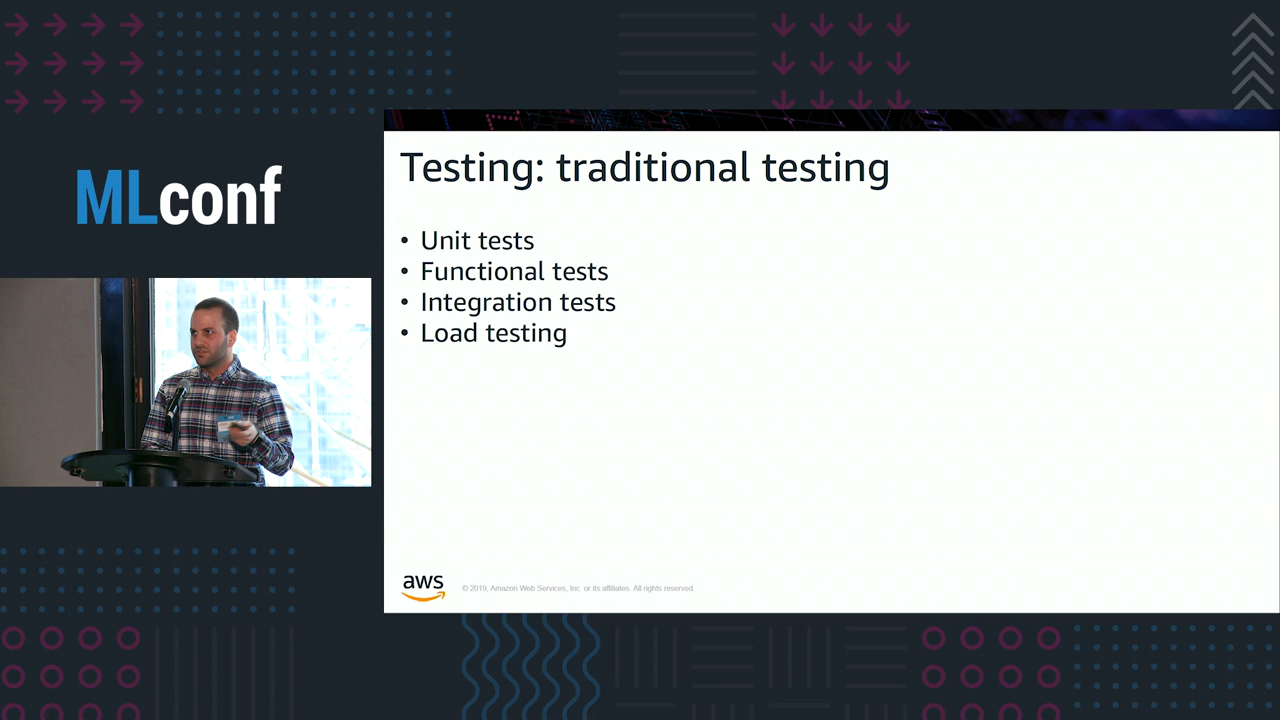 MLconf
Testing: traditional testing
• Unit tests
• Functional tests
• Integration tests
• Load testing
aws
© 2019, Amazon Web Services, Inc. or its affiliates. All rights reserved.